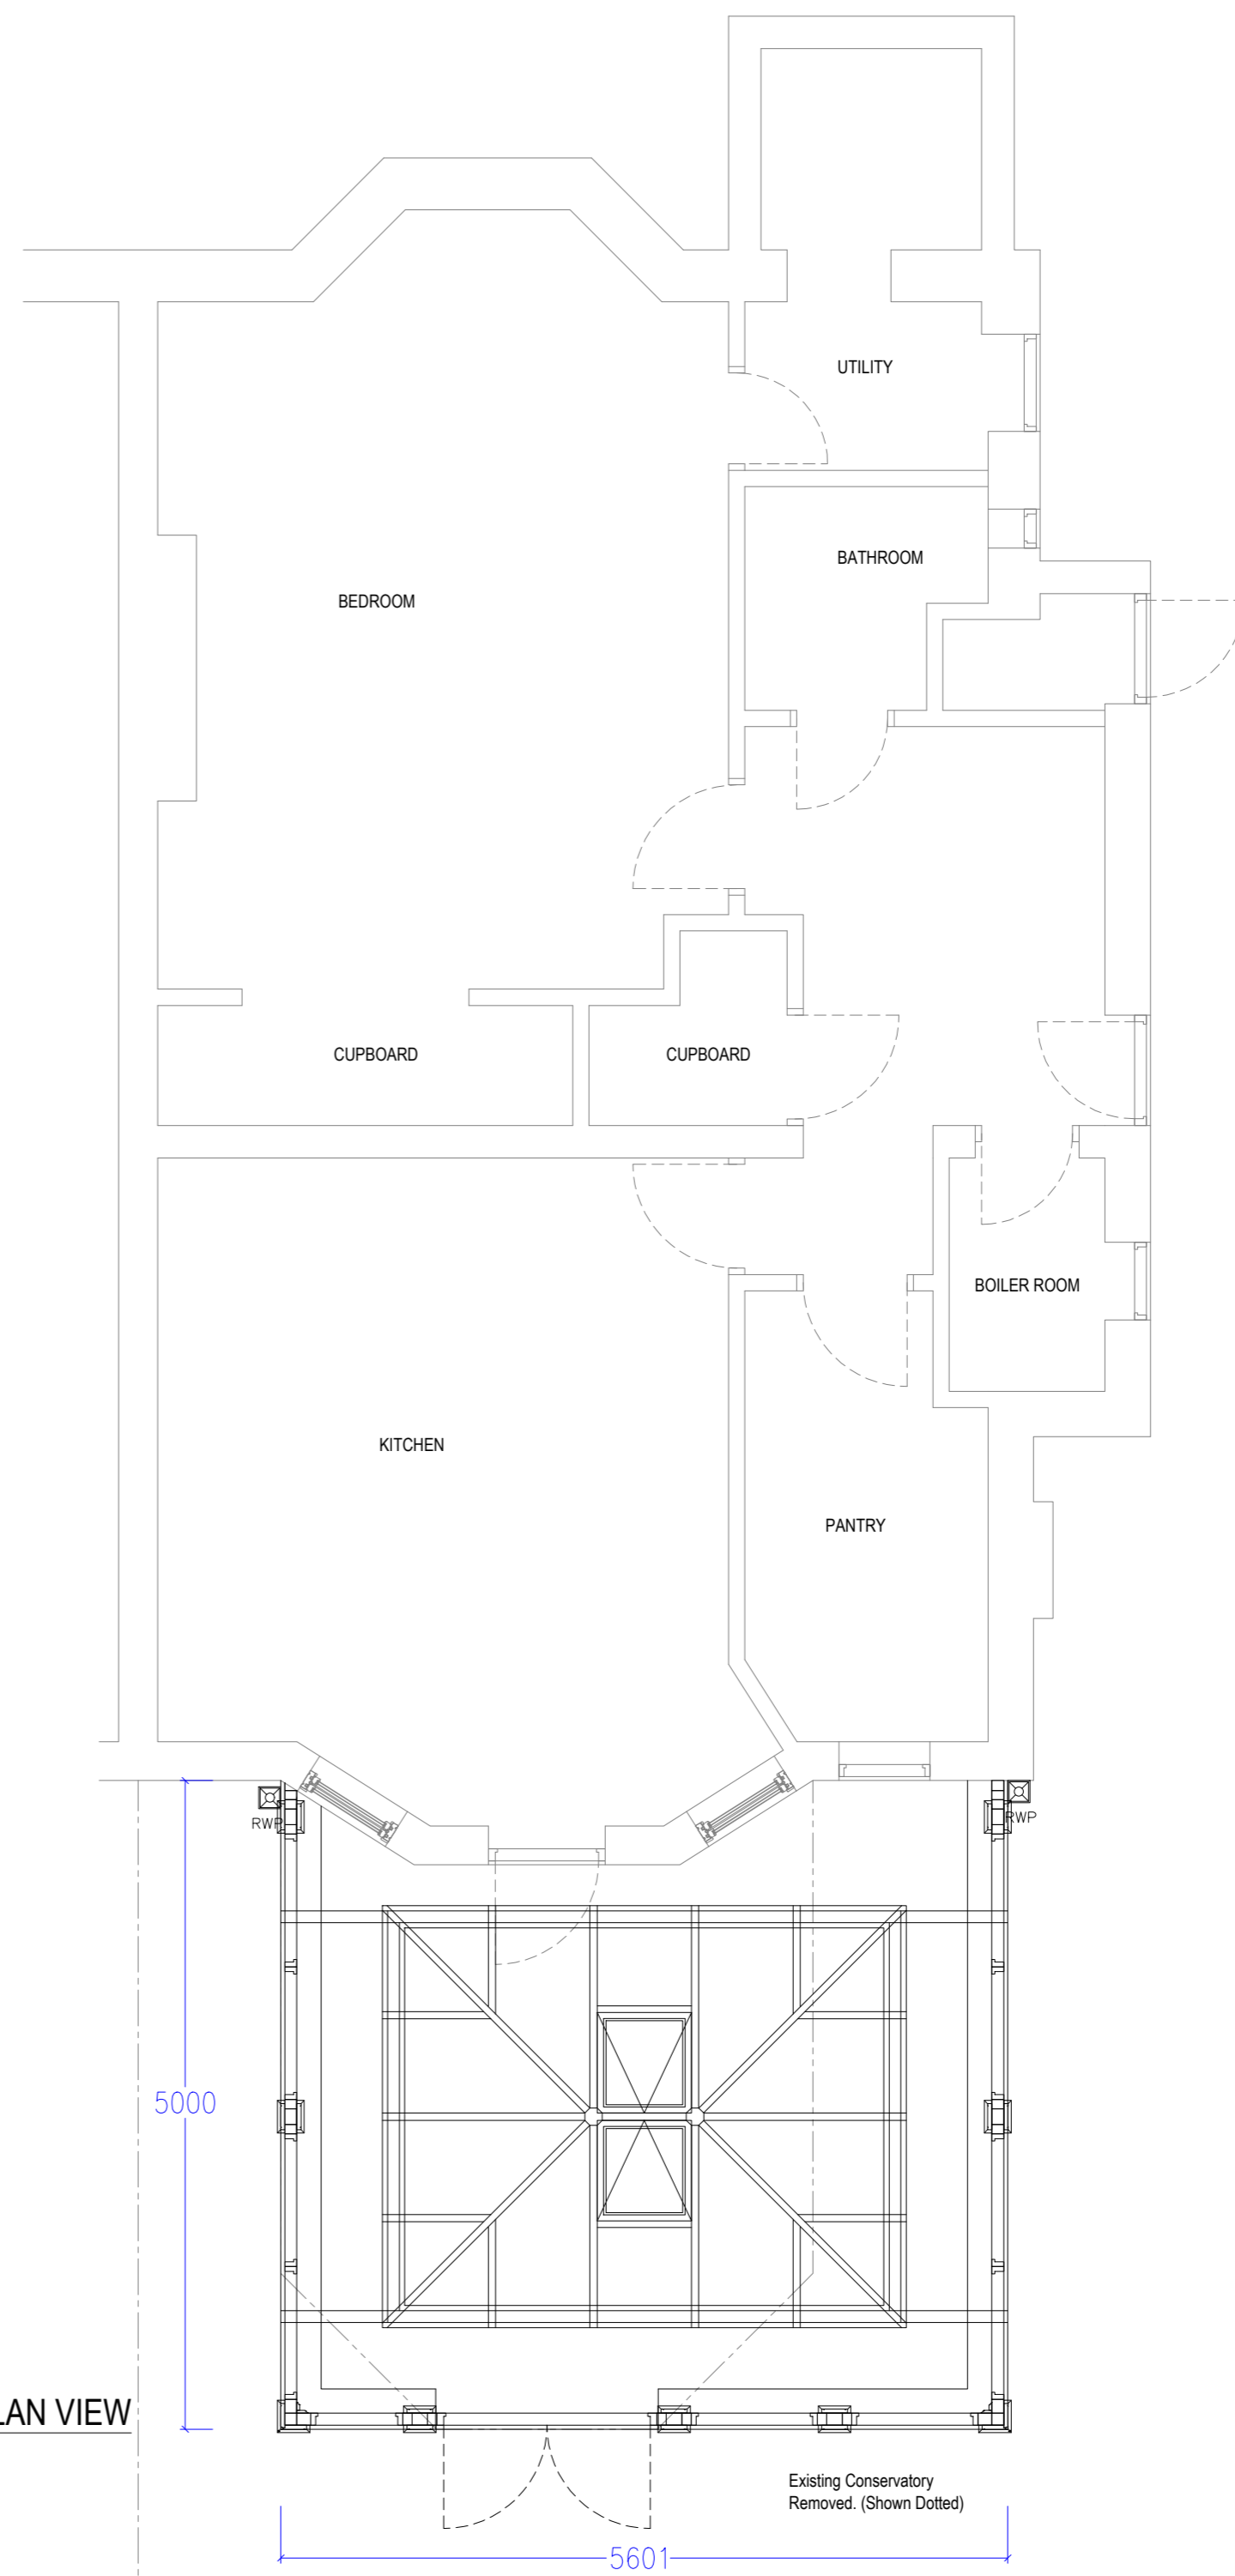 UTILITY
BATHROOM
BEDROOM
CUPBOARD
CUPBOARD
BOILER ROOM
KITCHEN
PANTRY
RWP
RWP
5000
LAN VIEW
Existing Conservatory
Removed. (Shown Dotted)
5601